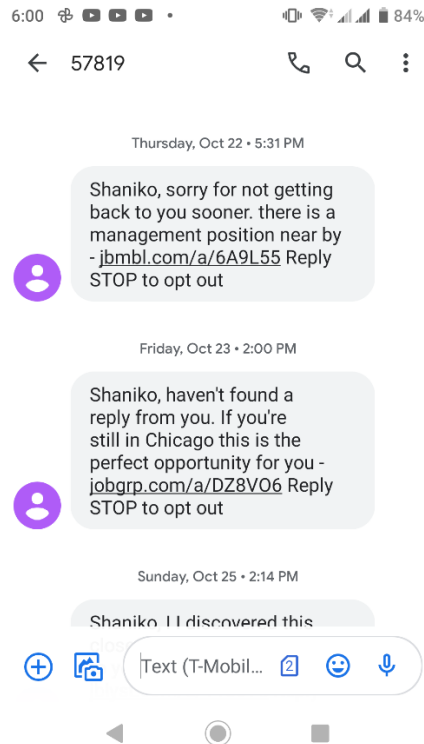 6:00 84%
57819
Thursday, Oct 22 • 5:31 PM
Shaniko, sorry for not getting
back to you sooner. there is a
management position near by
- jbmbl.com/a/6A9L55 Reply
STOP to opt out
Friday, Oct 23 • 2:00 PM
Shaniko, haven't found a
reply from you. If you're
still in Chicago this is the
perfect opportunity for you -
jobgrp.com/a/DZ8VO6 Reply
STOP to opt out
Sunday, Oct 25 • 2:14 PM
Shaniko, I I discovered this
Text (T-Mobil... 2